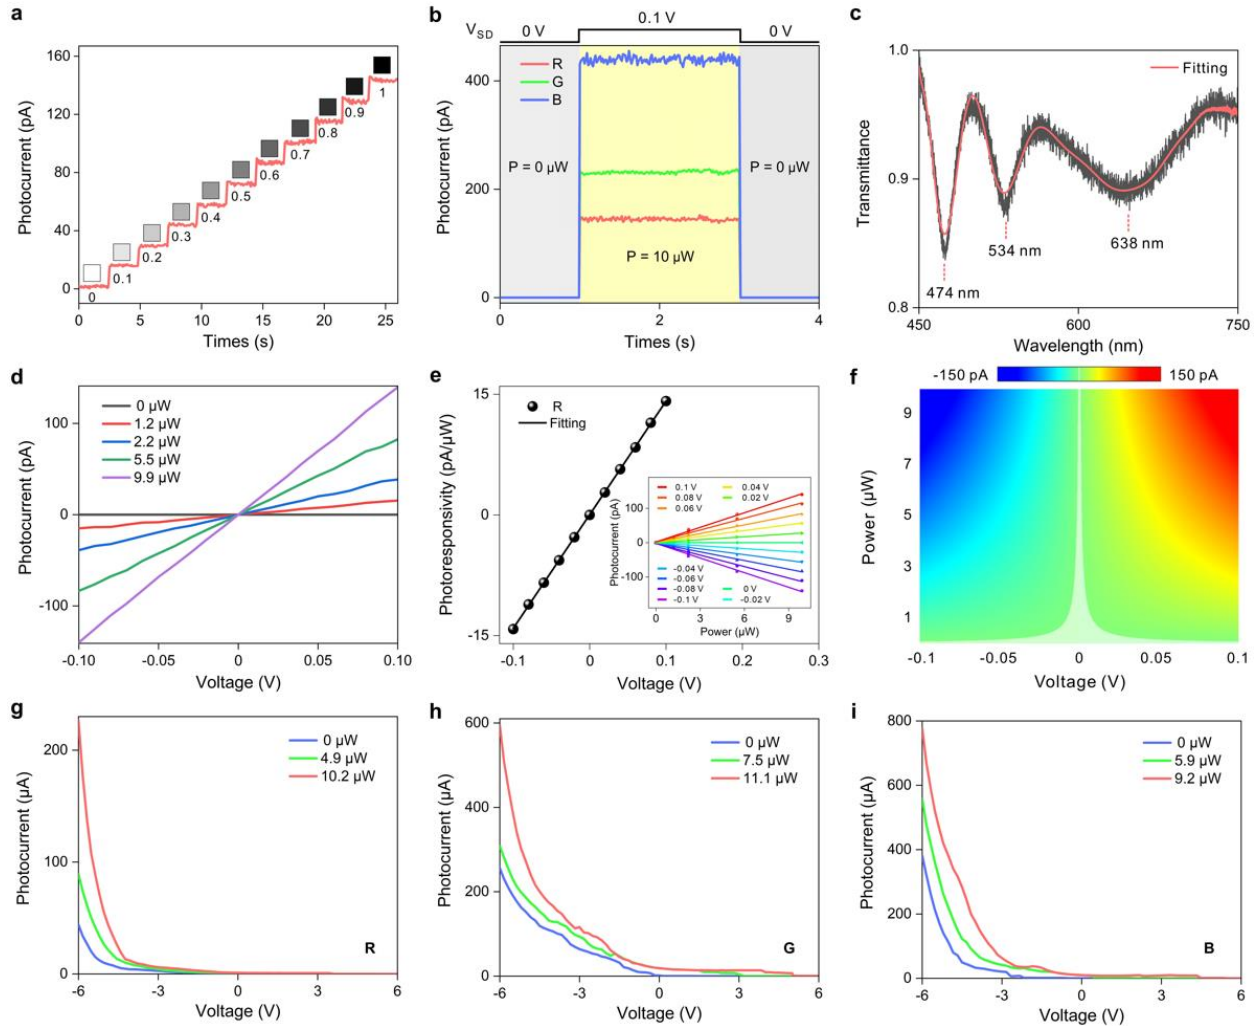 a
160
120
80
40
0
Photocurrent (pA)
0
0.1
0.2
0.3
0.4
0.5
0.6
0.7
0.8
0.9
1
0 5 10 15 20 25
Times (s)
b
V_SD 0 V 0.1 V 0 V
400
200
0
Photocurrent (pA)
R
G
B
P = 0 μW
P = 0 μW
P = 10 μW
0 2 4
Times (s)
c
1.0
0.9
0.8
Transmittance
Fitting
534 nm
638 nm
474 nm
450 600 750
Wavelength (nm)
d
100
0
-100
Photocurrent (pA)
0 μW
1.2 μW
2.2 μW
5.5 μW
9.9 μW
-0.10 -0.05 0 0.05 0.10
Voltage (V)
e
15
0
-15
Photoresponsivity (pA/μW)
R
Fitting
100
0
-100
Photocurrent (pA)
0.1 V 0.04 V
0.08 V 0.02 V
0.06 V
-0.04 V
-0.06 V
-0.08 V 0 V
-0.1 V -0.02 V
0 3 6 9
Power (μW)
-0.1 0 0.1 0.2 0.3
Voltage (V)
f
-150 pA 150 pA
9
7
5
3
1
Power (μW)
-0.1 -0.05 0 0.05 0.1
Voltage (V)
g
200
100
0
Photocurrent (μA)
0 μW
4.9 μW
10.2 μW
R
-6 -3 0 3 6
Voltage (V)
h
600
400
200
0
Photocurrent (μA)
0 μW
7.5 μW
11.1 μW
G
-6 -3 0 3 6
Voltage (V)
i
800
600
400
200
0
Photocurrent (μA)
0 μW
5.9 μW
9.2 μW
B
-6 -3 0 3 6
Voltage (V)